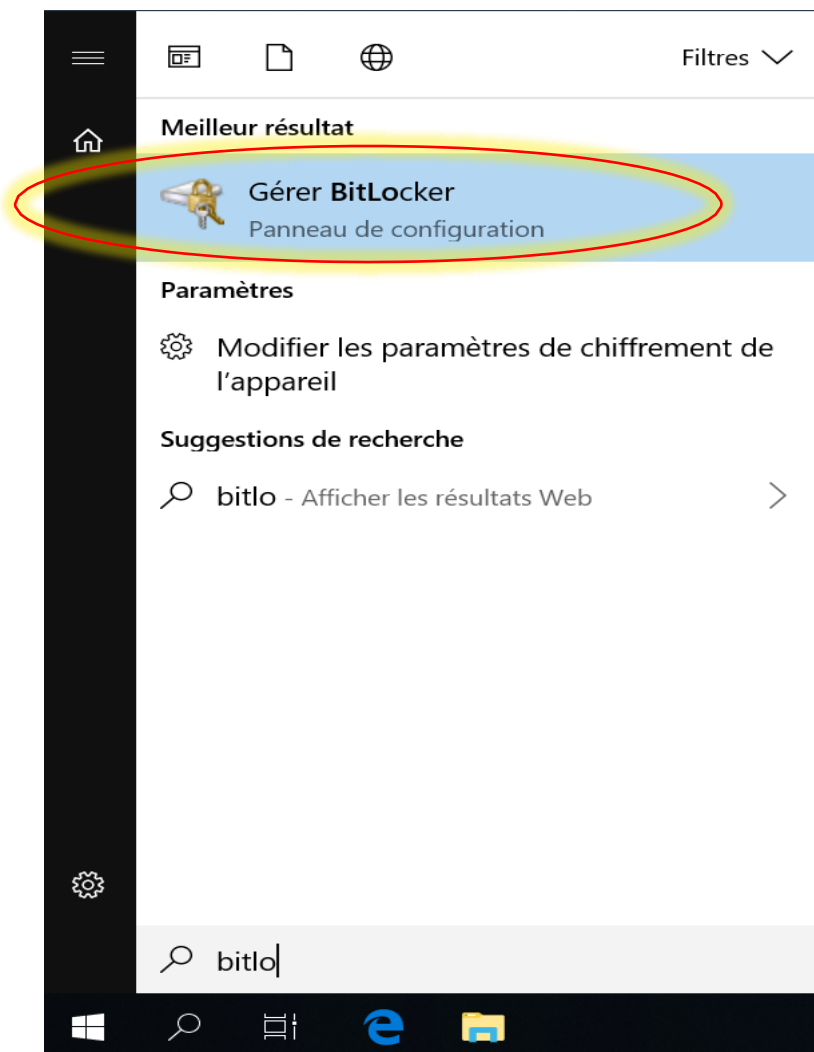 Filtres
Meilleur résultat
Gérer BitLocker
Panneau de configuration
Paramètres
Modifier les paramètres de chiffrement de
l'appareil
Suggestions de recherche
bitlo - Afficher les résultats Web
bitlo